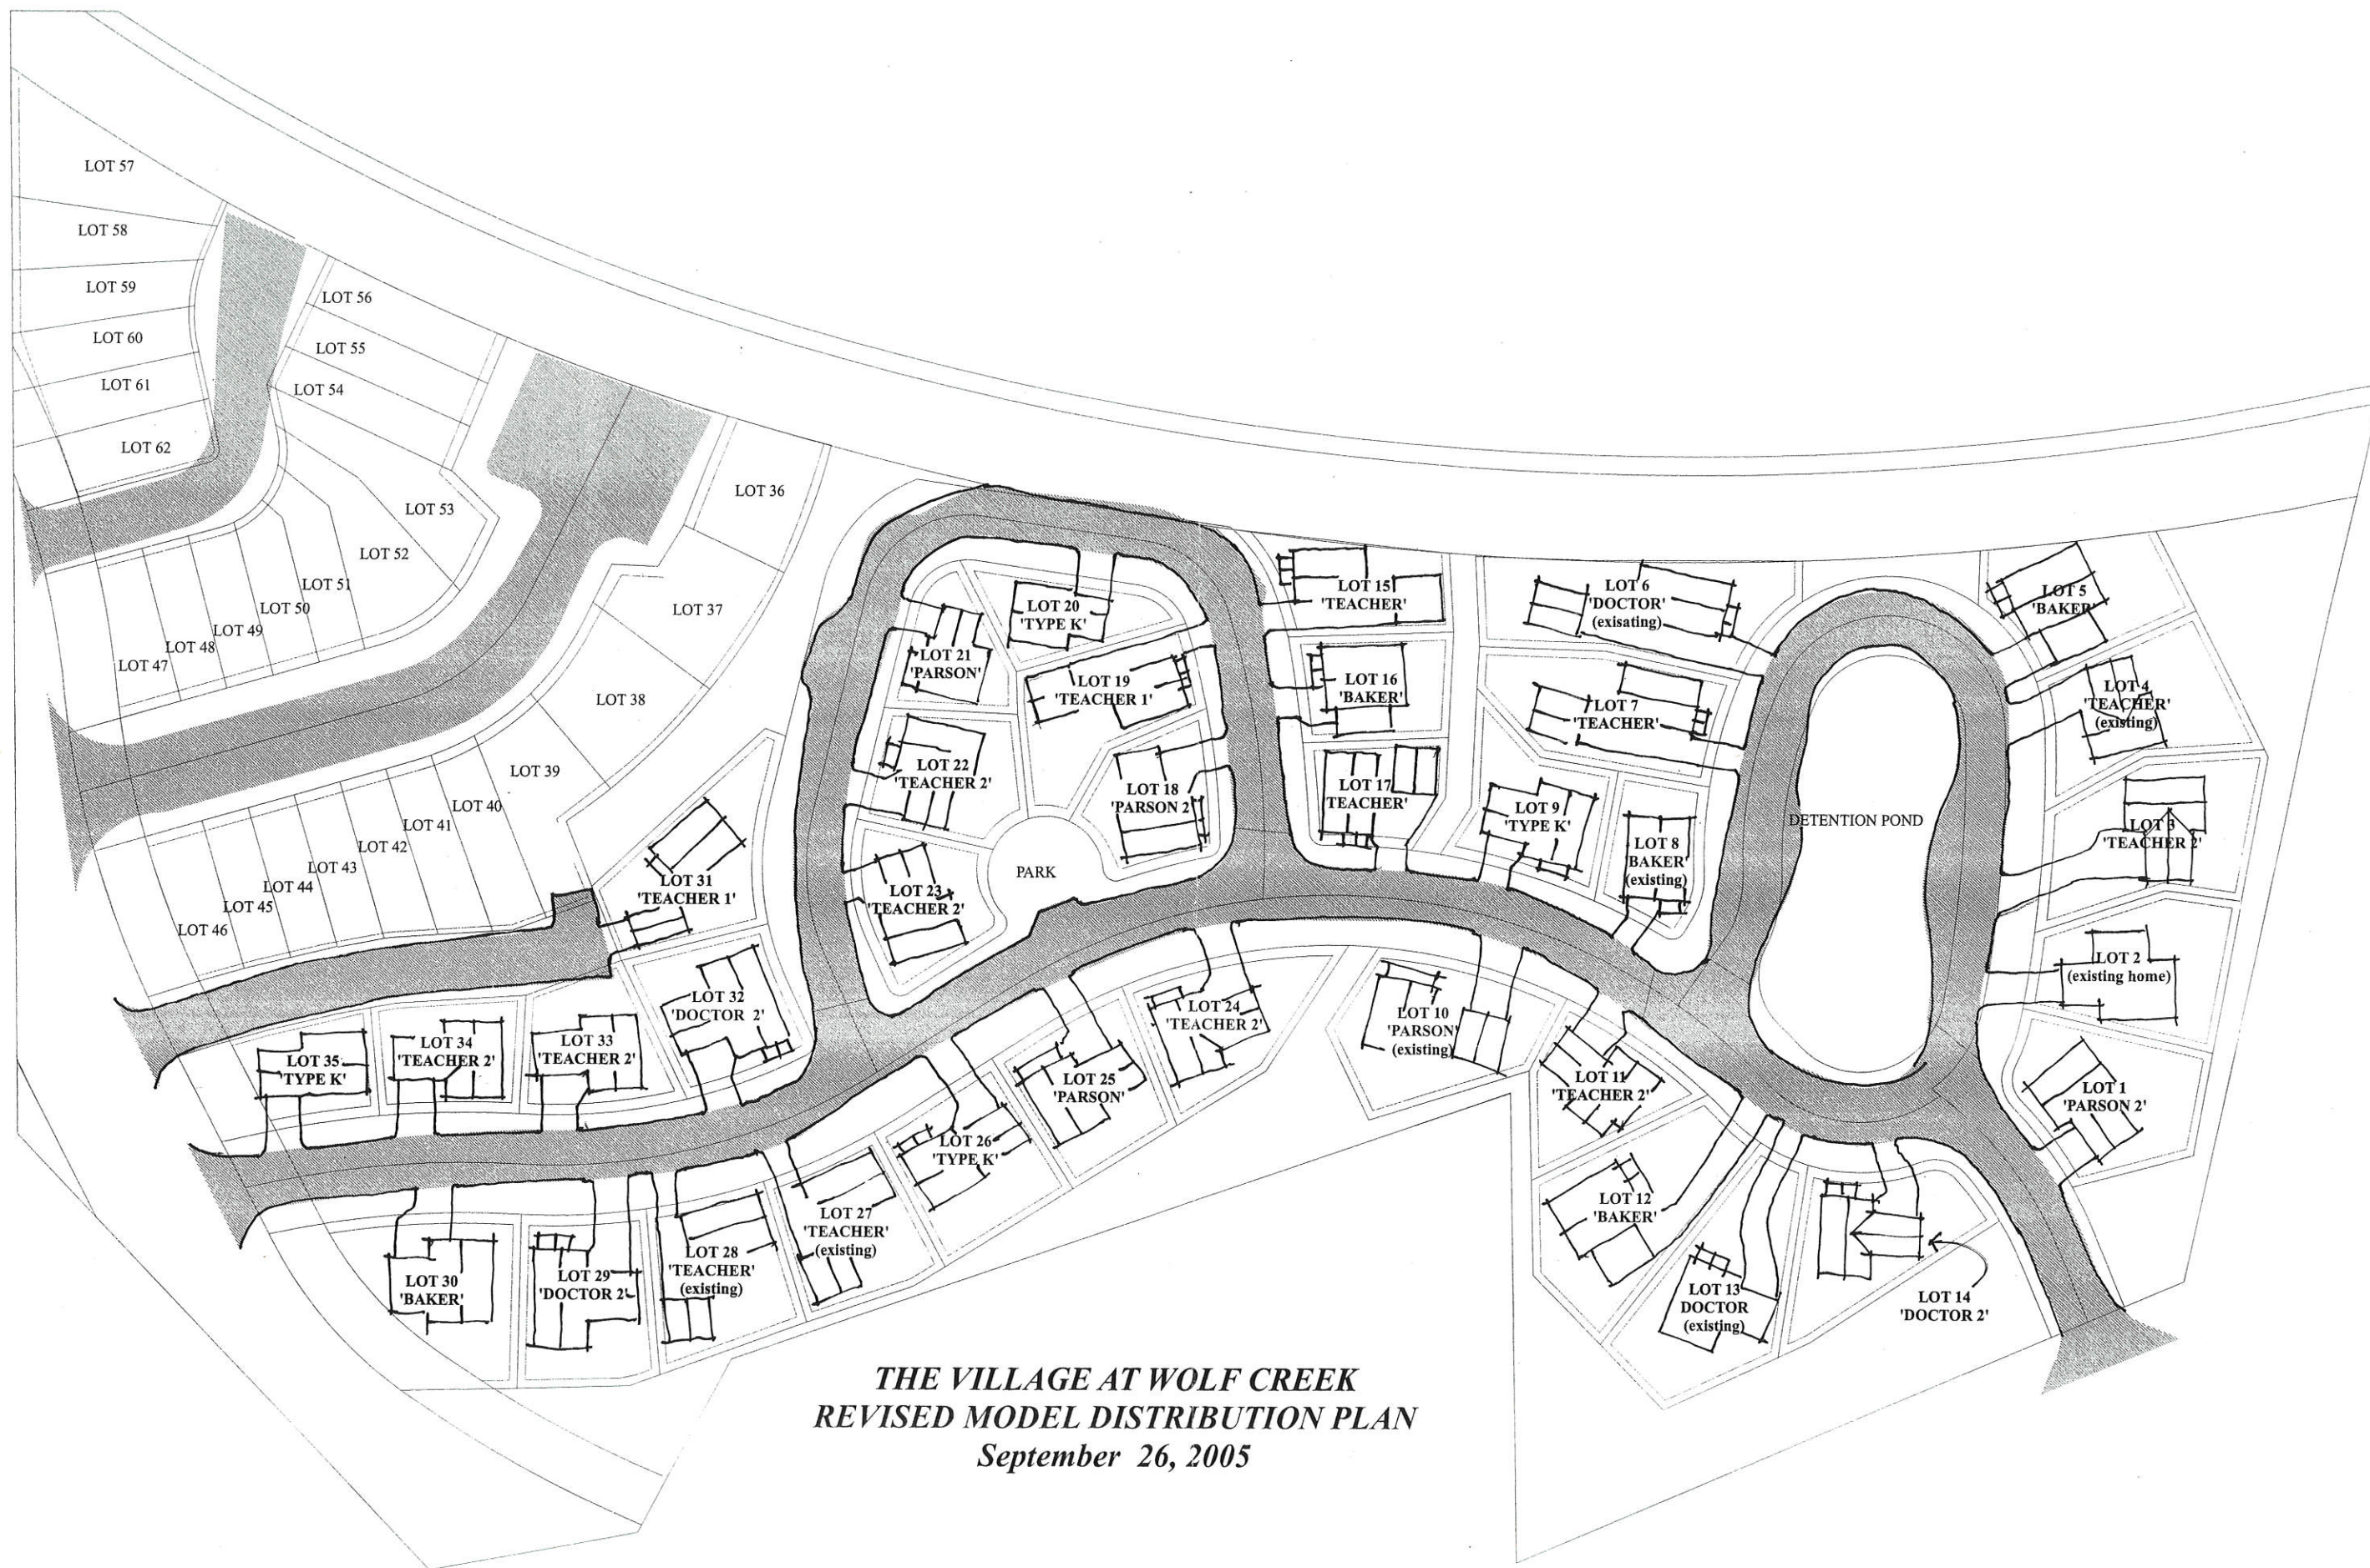 LOT 57
LOT 58
LOT 59
LOT 60
LOT 61
LOT 62
LOT 56
LOT 55
LOT 54
LOT 53
LOT 52
LOT 51
LOT 50
LOT 49
LOT 48
LOT 47
LOT 36
LOT 37
LOT 38
LOT 39
LOT 40
LOT 41
LOT 42
LOT 43
LOT 44
LOT 45
LOT 46
LOT 31
'TEACHER 1'
LOT 32
'DOCTOR 2'
LOT 33
'TEACHER 2'
LOT 34
'TEACHER 2'
LOT 35
'TYPE K'
LOT 20
'TYPE K'
LOT 21
'PARSON'
LOT 19
'TEACHER 1'
LOT 22
'TEACHER 2'
LOT 18
'PARSON 2
LOT 23
'TEACHER 2'
PARK
LOT 15
'TEACHER'
LOT 16
'BAKER'
LOT 17
TEACHER'
LOT 6
'DOCTOR'
(exisating)
LOT 7
'TEACHER'
LOT 9
'TYPE K'
LOT 8
BAKER'
(existing)
DETENTION POND
LOT 5
'BAKER'
LOT 4
'TEACHER'
(existing)
LOT 3
'TEACHER 2'
LOT 2
(existing home)
LOT 1
'PARSON 2'
LOT 10
'PARSON'
(existing)
LOT 11
'TEACHER 2'
LOT 12
'BAKER'
LOT 13
DOCTOR
(existing)
LOT 14
'DOCTOR 2'
LOT 24
'TEACHER 2'
LOT 25
'PARSON'
LOT 26
'TYPE K'
LOT 27
'TEACHER'
(existing)
LOT 28
'TEACHER'
(existing)
LOT 29
'DOCTOR 2'
LOT 30
'BAKER'
THE VILLAGE AT WOLF CREEK
REVISED MODEL DISTRIBUTION PLAN
September 26, 2005